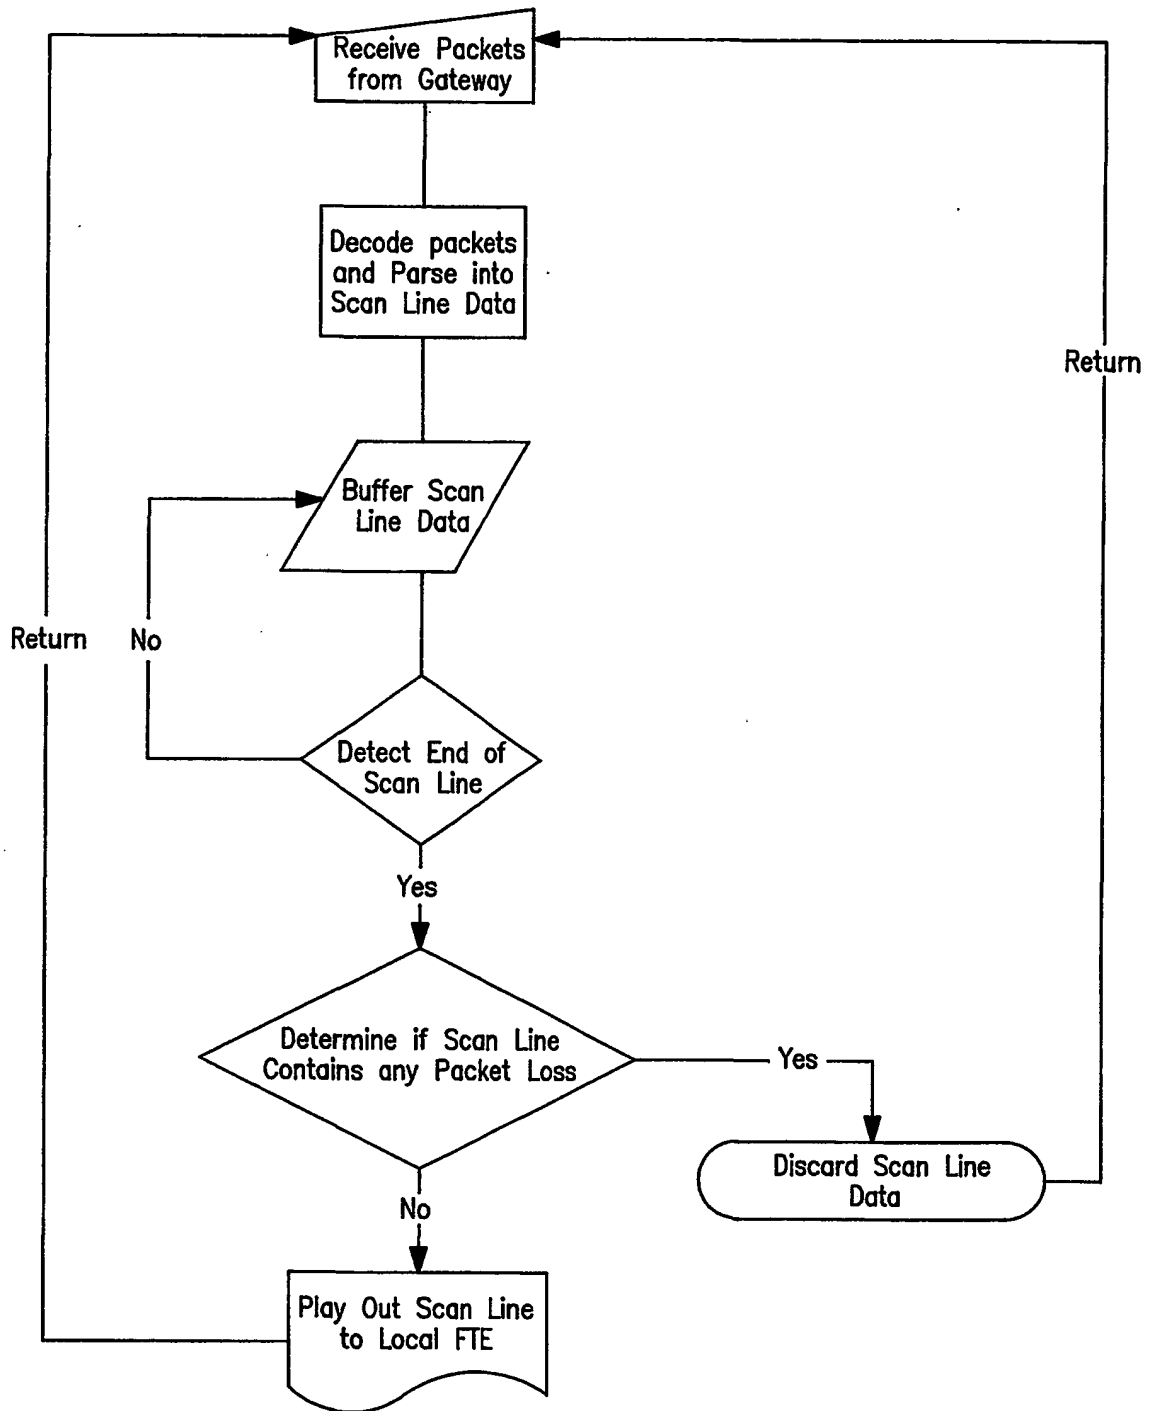 Receive Packets
from Gateway
Decode packets
and Parse into
Scan Line Data
Return
Buffer Scan
Line Data
Return
No
Detect End of
Scan Line
Yes
Determine if Scan Line
Contains any Packet Loss
Yes
Discard Scan Line
Data
No
Play Out Scan Line
to Local FTE